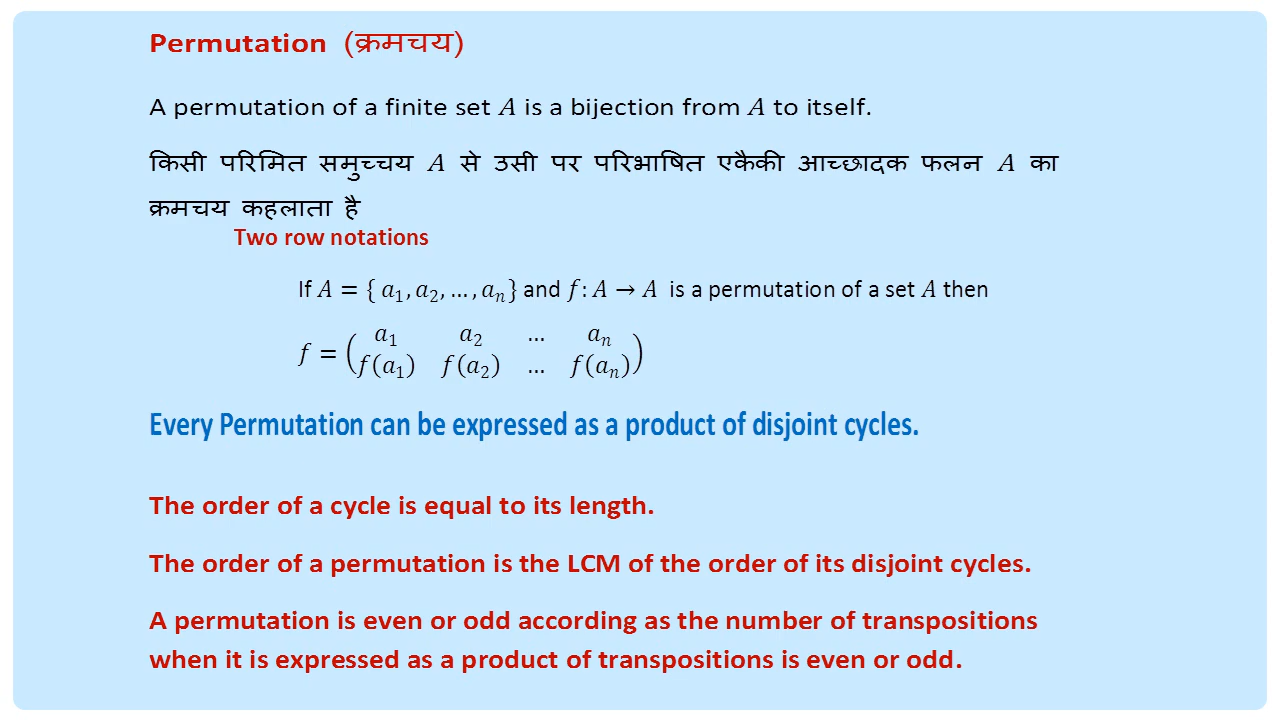 Permutation (क्रमचय)
A permutation of a finite set A is a bijection from A to itself.
किसी परिमित समुच्चय A से उसी पर परिभाषित एकैकी आच्छादक फलन A का
क्रमचय कहलाता है
Two row notations
If A = { a₁, a₂, … , aₙ} and f: A → A is a permutation of a set A then
f = ( a₁ a₂ … aₙ
f(a₁) f(a₂) … f(aₙ) )
Every Permutation can be expressed as a product of disjoint cycles.
The order of a cycle is equal to its length.
The order of a permutation is the LCM of the order of its disjoint cycles.
A permutation is even or odd according as the number of transpositions
when it is expressed as a product of transpositions is even or odd.